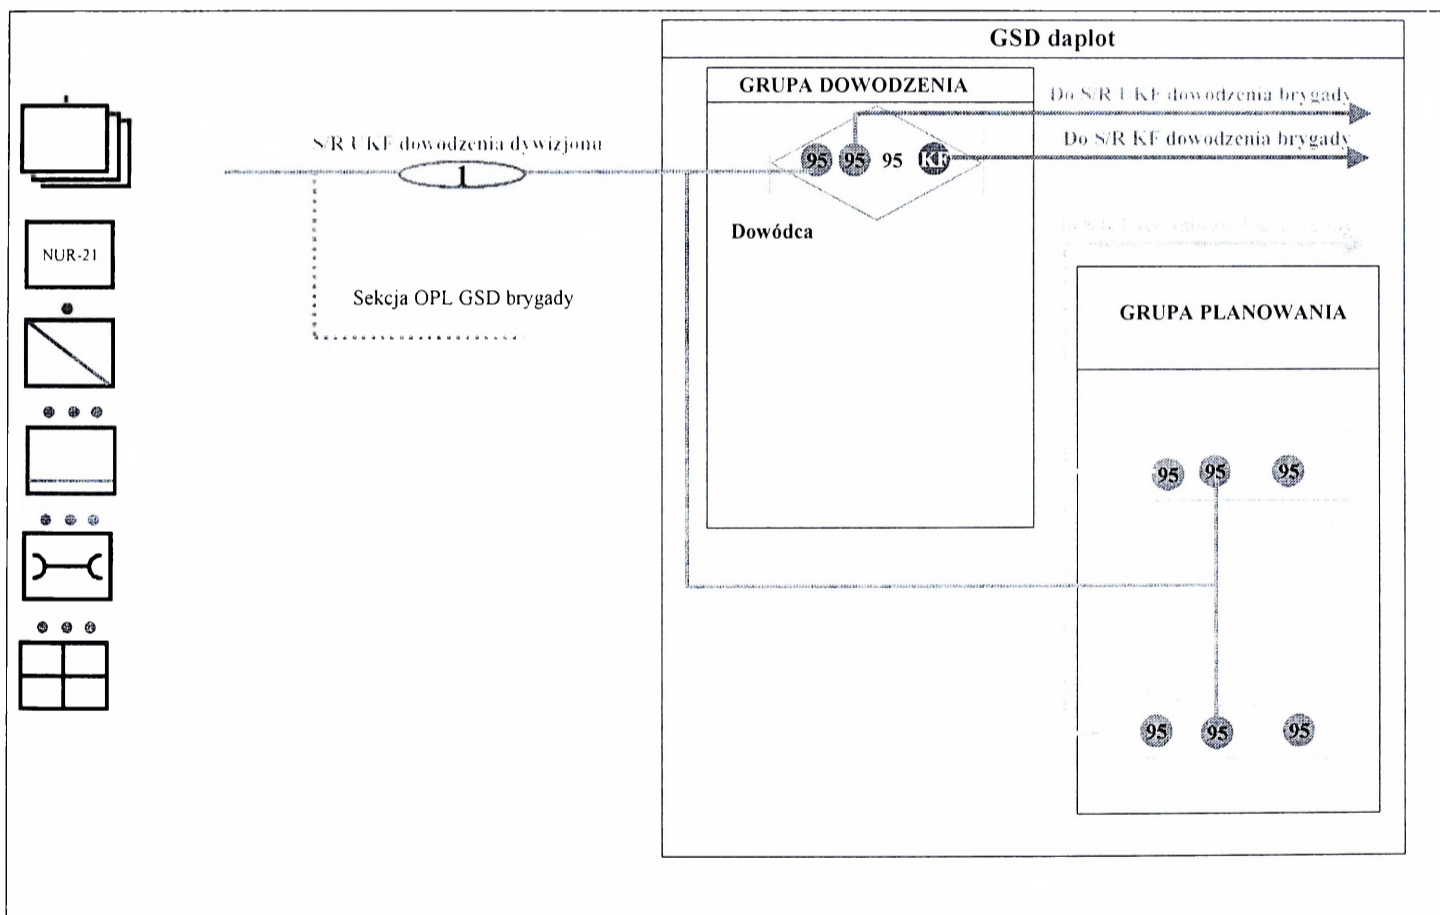 GSD daplot
GRUPA DOWODZENIA
Do S/R UKF dowodzenia brygady
S/R UKF dowodzenia dywizjonu
Do S/R KF dowodzenia brygady
95 95 95 KF
1
Dowódca
NUR-21
Sekcja OPL GSD brygady
GRUPA PLANOWANIA
95 95 95
95 95 95